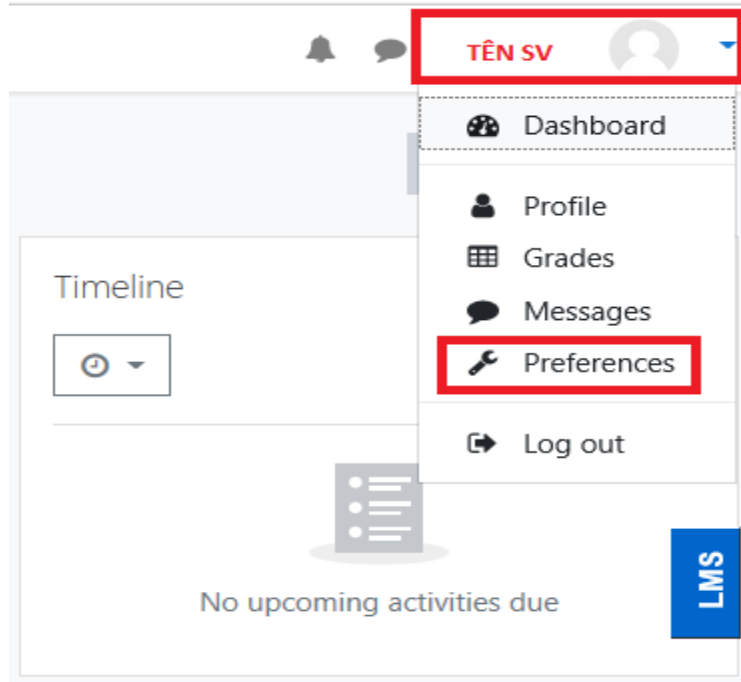 TÊN SV
Dashboard
Profile
Grades
Timeline
Messages
Preferences
Log out
LMS
No upcoming activities due